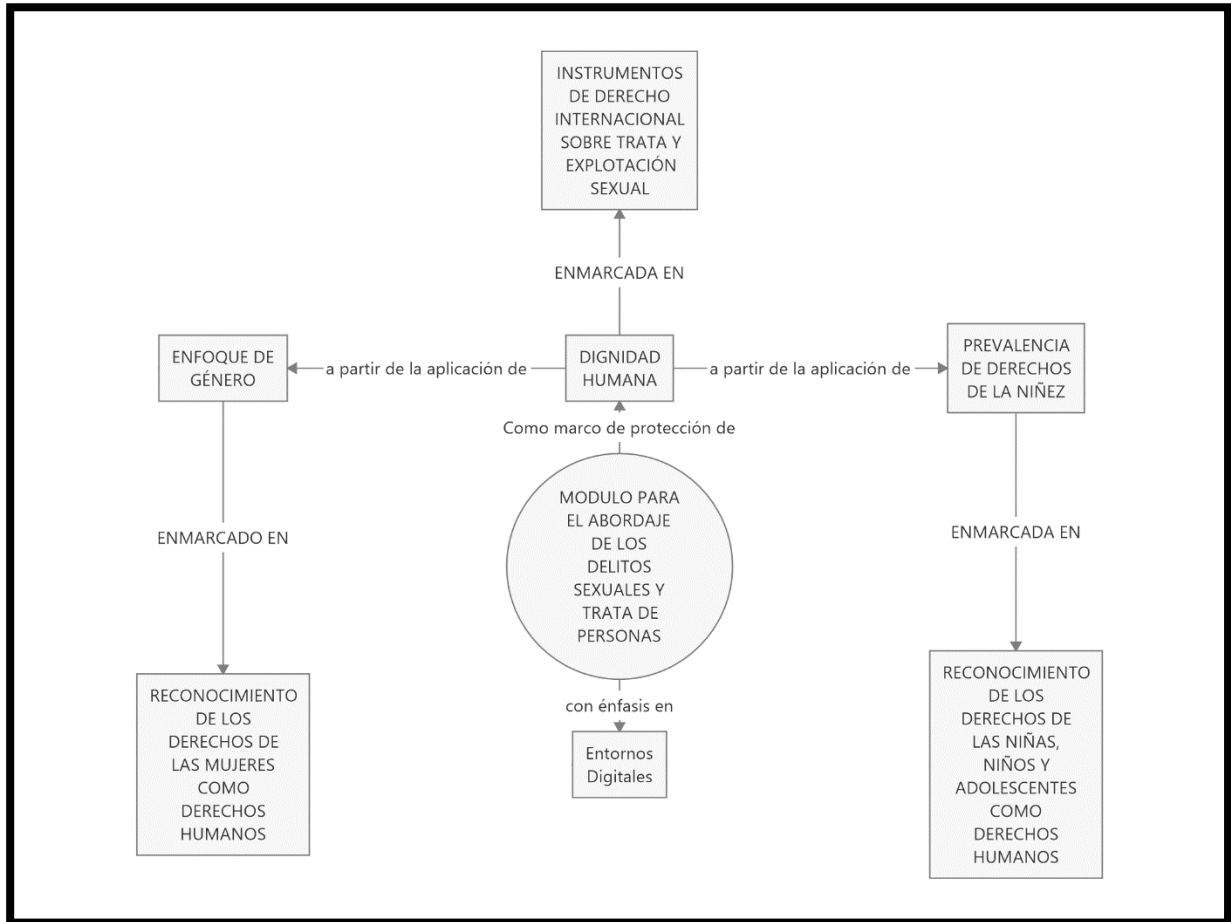 INSTRUMENTOS
DE DERECHO
INTERNACIONAL
SOBRE TRATA Y
EXPLOTACIÓN
SEXUAL
ENMARCADA EN
ENFOQUE DE
GÉNERO
a partir de la aplicación de
DIGNIDAD
HUMANA
a partir de la aplicación de
PREVALENCIA
DE DERECHOS
DE LA NIÑEZ
Como marco de protección de
MODULO PARA
EL ABORDAJE
DE LOS
DELITOS
SEXUALES Y
TRATA DE
PERSONAS
ENMARCADO EN
ENMARCADA EN
RECONOCIMIENTO
DE LOS
DERECHOS DE
LAS MUJERES
COMO
DERECHOS
HUMANOS
con énfasis en
Entornos
Digitales
RECONOCIMIENTO
DE LOS
DERECHOS DE
LAS NIÑAS,
NIÑOS Y
ADOLESCENTES
COMO
DERECHOS
HUMANOS